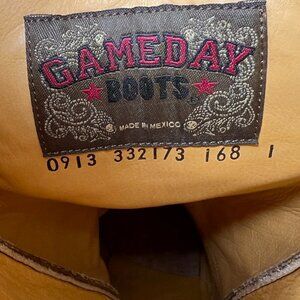 GAMEDAY
BOOTS
MADE IN MEXICO
0913 332173 168 1